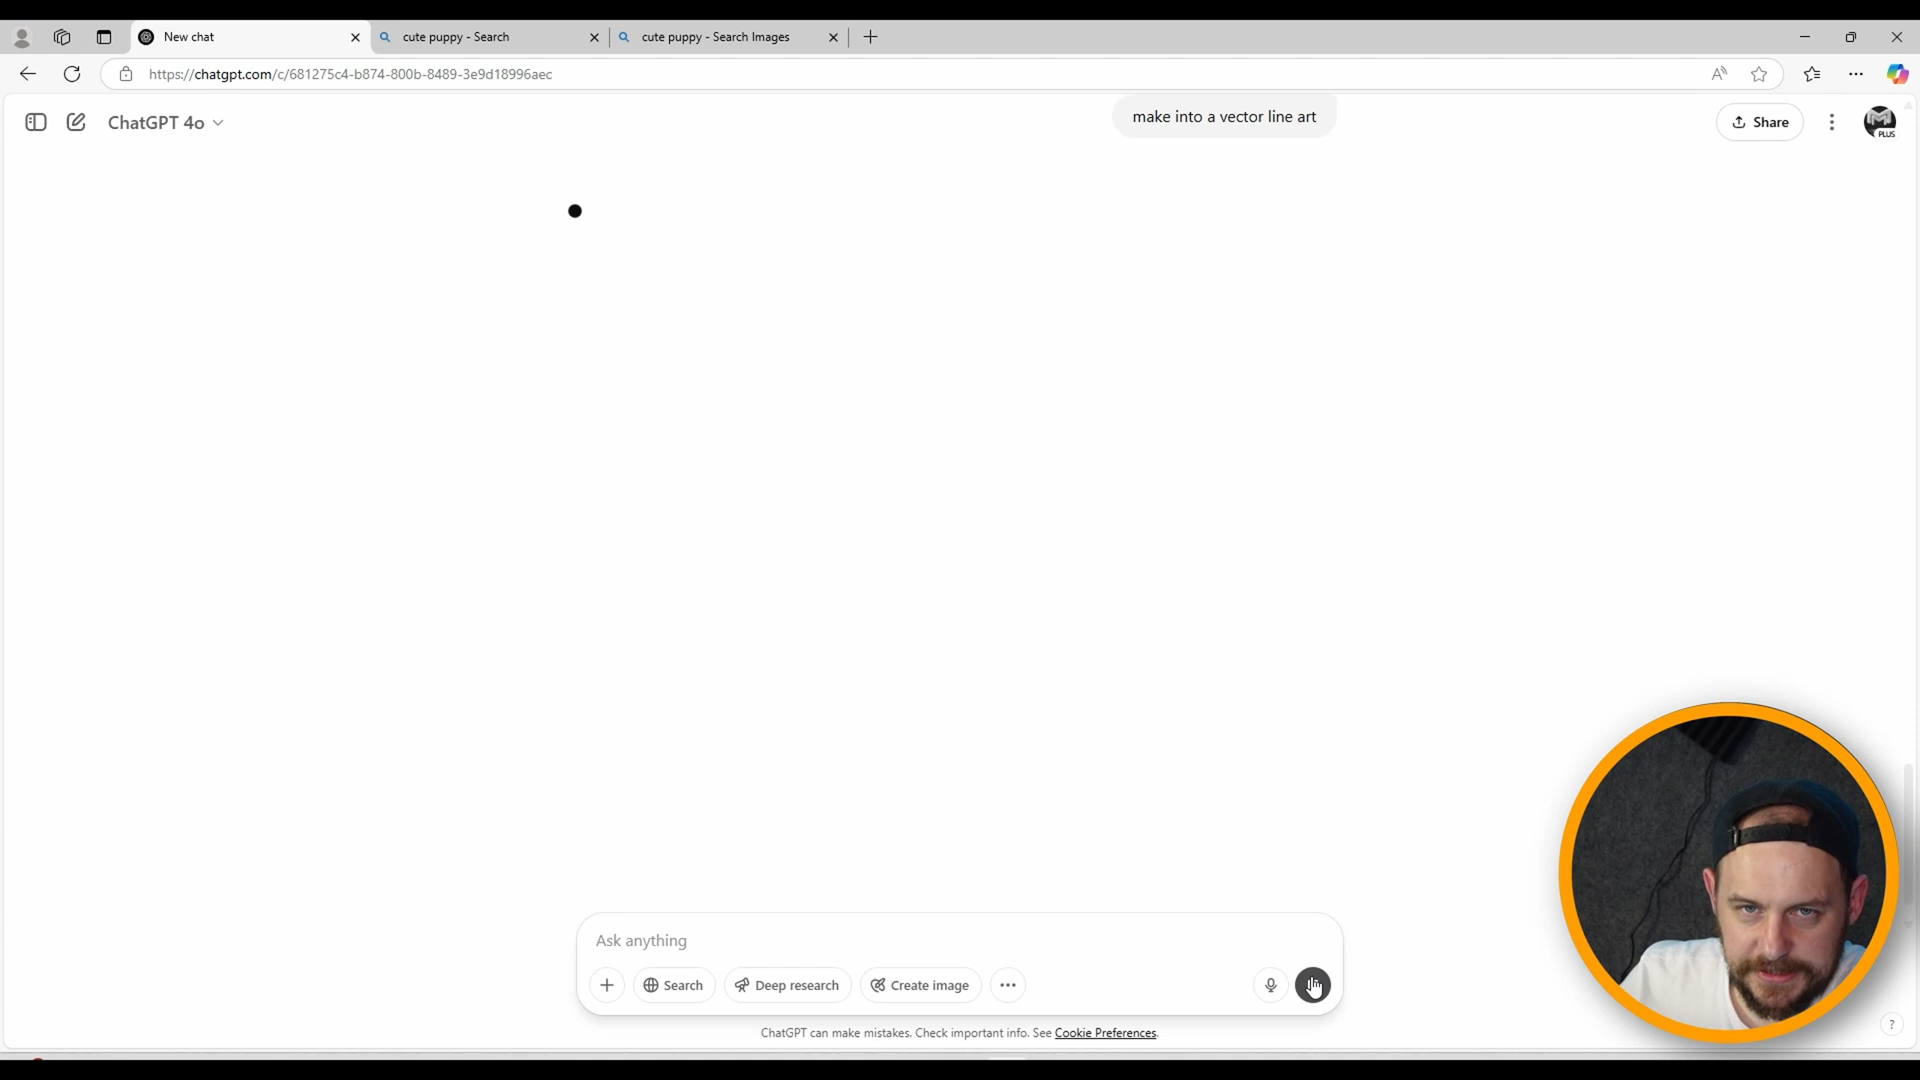 New chat
cute puppy - Search
cute puppy - Search Images
https://chatgpt.com/c/681275c4-b874-800b-8489-3e9d18996aec
ChatGPT 4o
make into a vector line art
Share
PLUS
Ask anything
Search
Deep research
Create image
ChatGPT can make mistakes. Check important info. See Cookie Preferences.
?